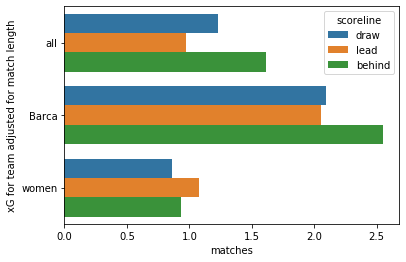 scoreline
draw
lead
behind
xG for team adjusted for match length
all
Barca
women
0.0 0.5 1.0 1.5 2.0 2.5
matches